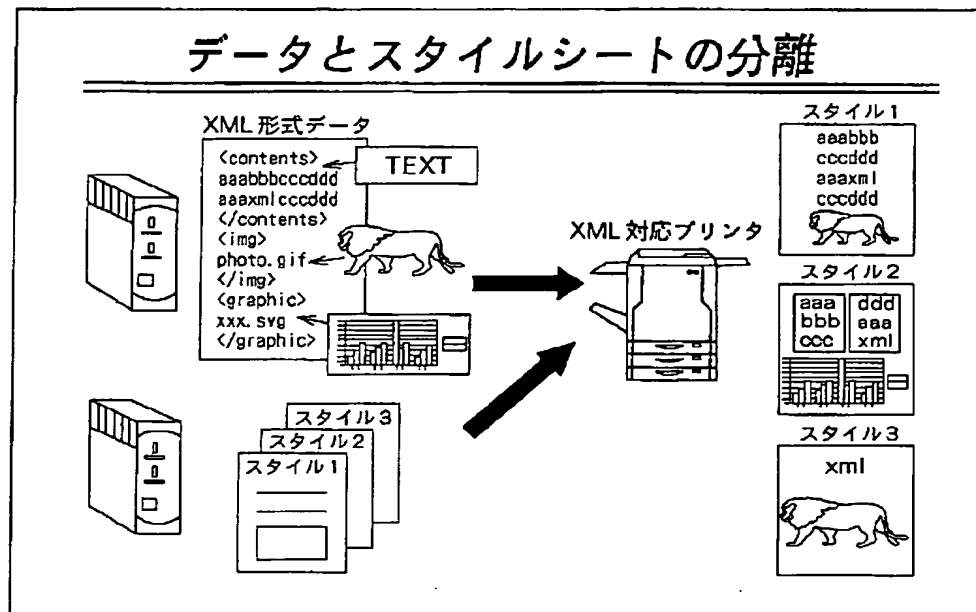 データとスタイルシートの分離
XML 形式データ
<contents>
aaabbbcccddd
aaaxmlcccddd
</contents>
<img>
photo.gif
</img>
<graphic>
xxx.svg
</graphic>
TEXT
XML 対応プリンタ
スタイル3
スタイル2
スタイル1
スタイル1
aaabbb
cccddd
aaaxml
cccddd
スタイル2
aaa
bbb
ccc
ddd
aaa
xml
スタイル3
xml